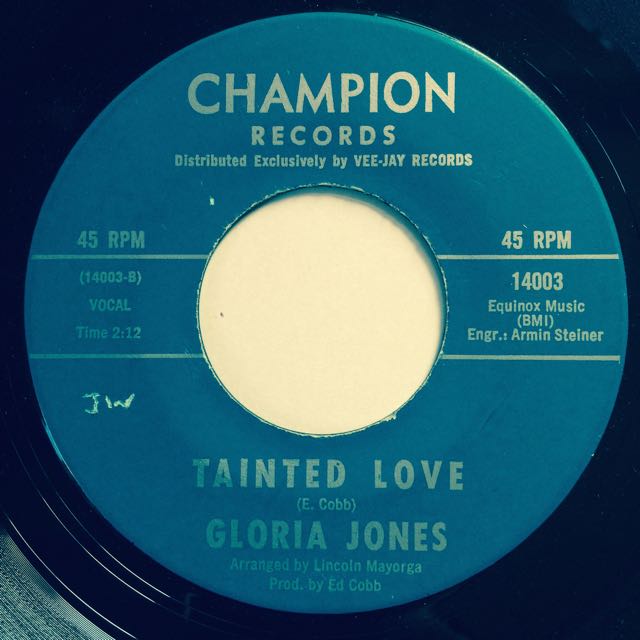 CHAMPION
RECORDS
Distributed Exclusively by VEE-JAY RECORDS
45 RPM
(14003-B)
VOCAL
Time 2:12
JW
45 RPM
14003
Equinox Music
(BMI)
Engr.: Armin Steiner
TAINTED LOVE
(E. Cobb)
GLORIA JONES
Arranged by Lincoln Mayorga
Prod. by Ed Cobb